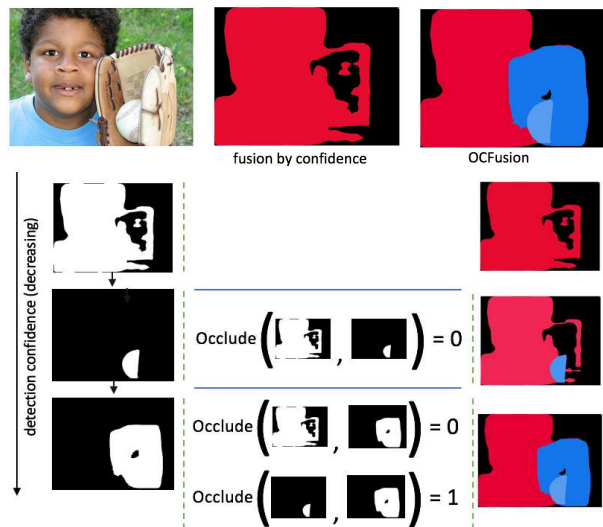 fusion by confidence
OCFusion
detection confidence (decreasing)
Occlude ( , ) = 0
Occlude ( , ) = 0
Occlude ( , ) = 1